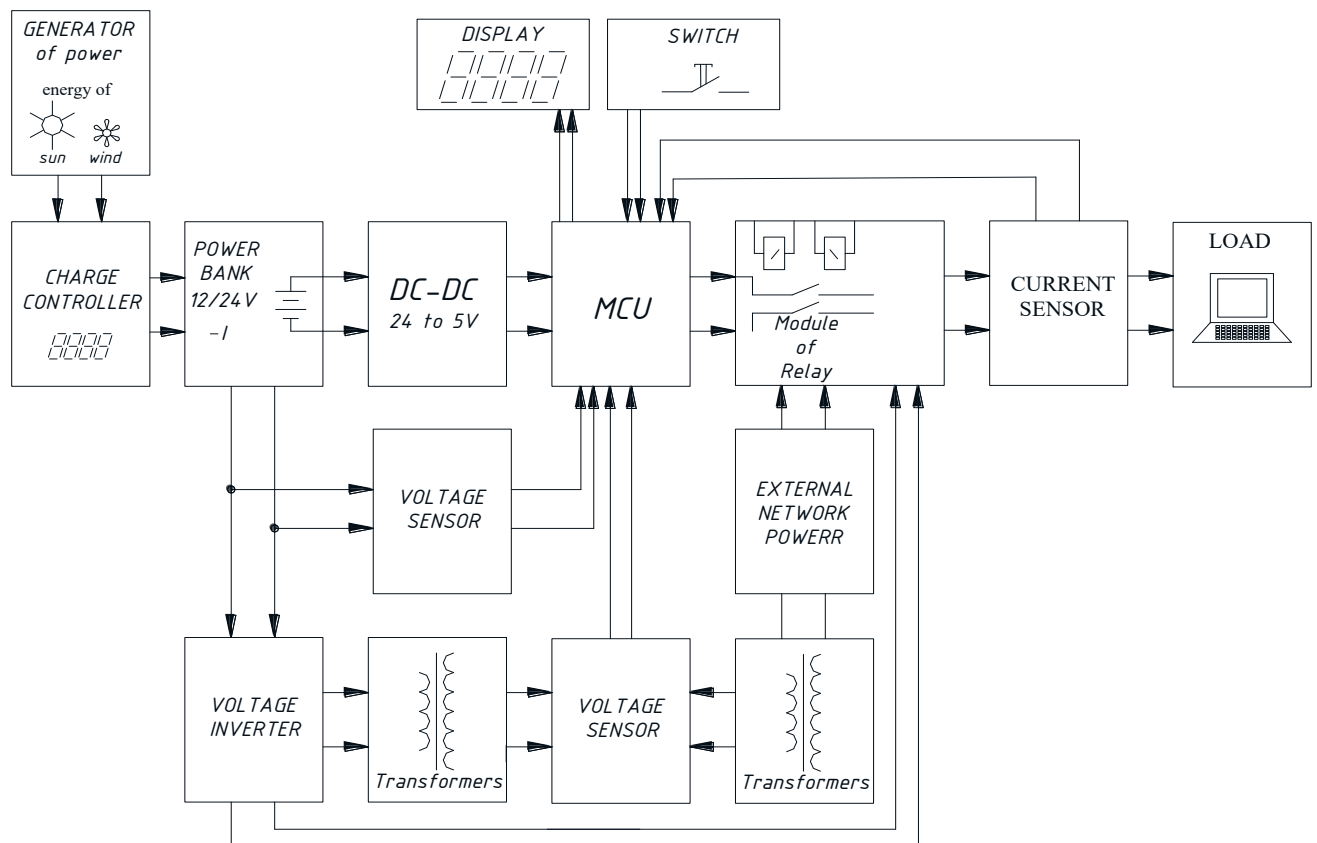 GENERATOR
of power
energy of
sun
wind
DISPLAY
SWITCH
CHARGE
CONTROLLER
POWER
BANK
12/24V
-I
DC-DC
24 to 5V
MCU
Module
of
Relay
CURRENT
SENSOR
LOAD
VOLTAGE
SENSOR
EXTERNAL
NETWORK
POWERR
VOLTAGE
INVERTER
Transformers
VOLTAGE
SENSOR
Transformers